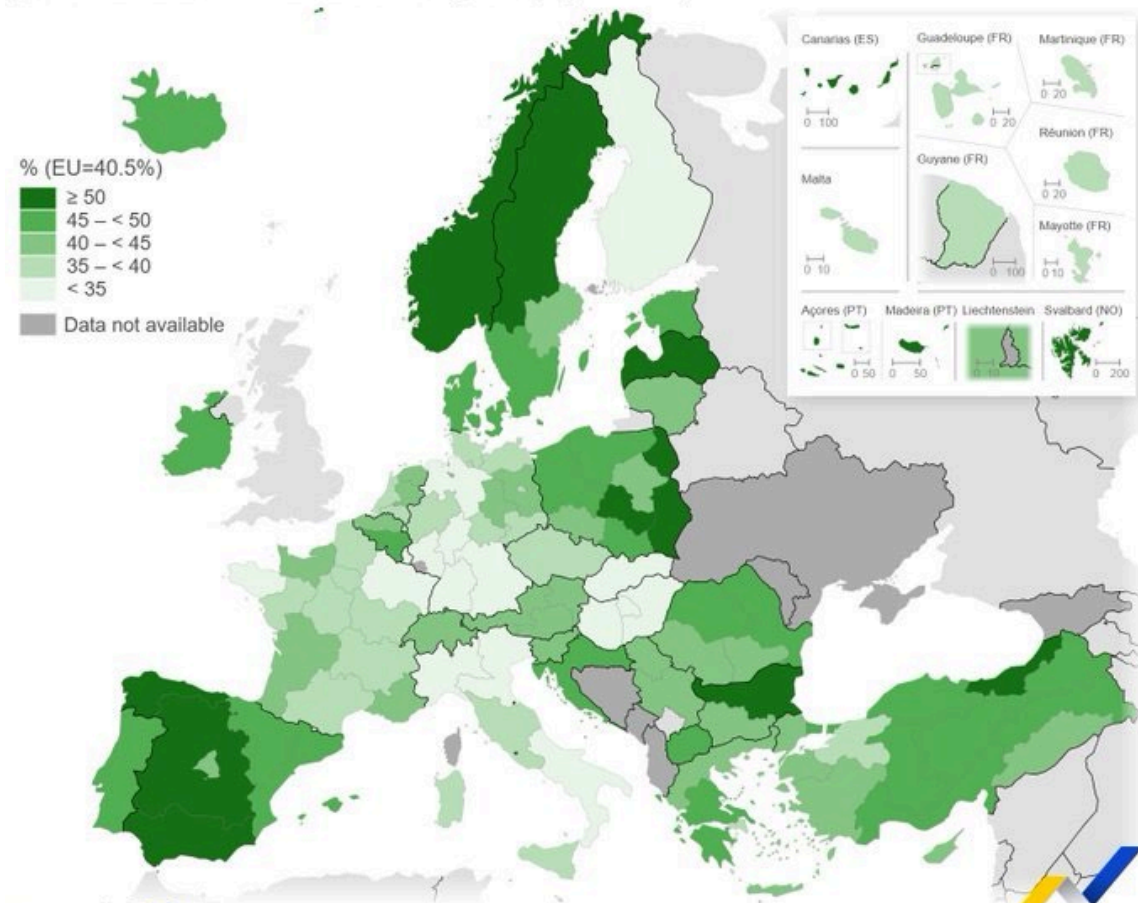 % (EU=40.5%)
≥ 50
45 – < 50
40 – < 45
35 – < 40
< 35
Data not available
Canarias (ES)
0 100
Guadeloupe (FR)
0 20
Martinique (FR)
0 20
Réunion (FR)
0 20
Malta
0 10
Guyane (FR)
0 100
Mayotte (FR)
0 10
Açores (PT)
0 50
Madeira (PT)
0 50
Liechtenstein
0 10
Svalbard (NO)
0 200